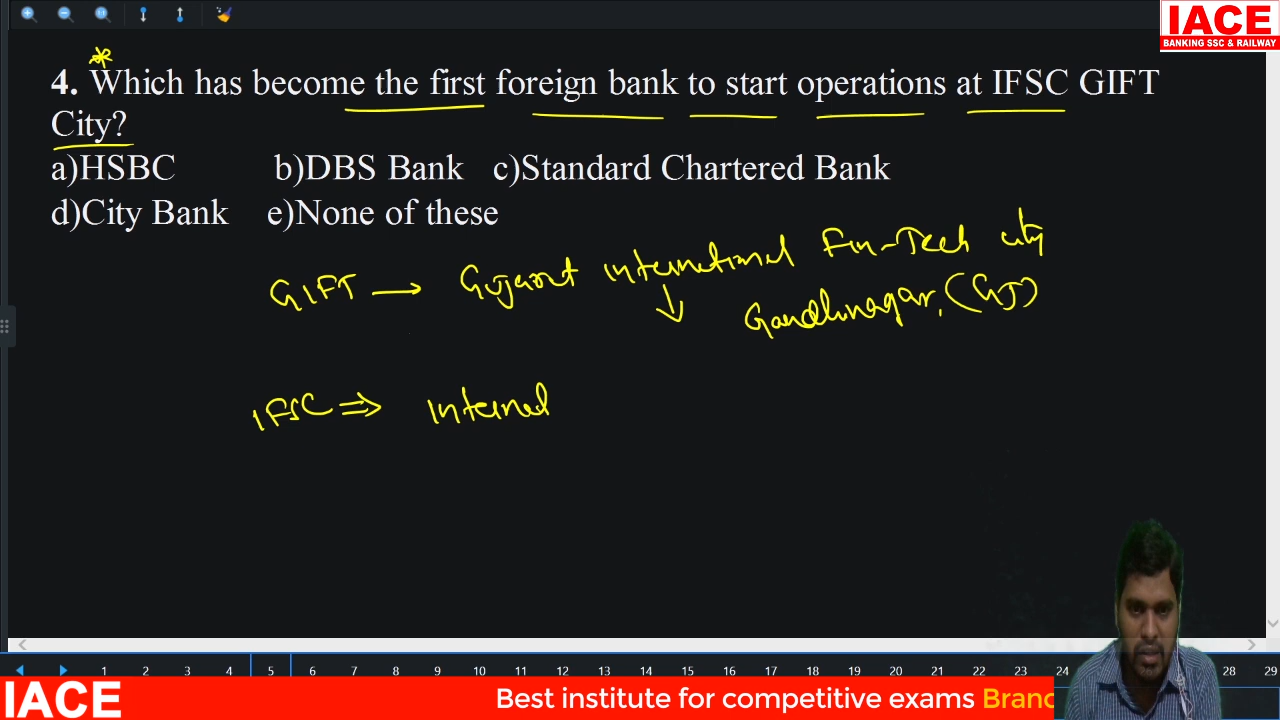 IACE
BANKING SSC & RAILWAY
4. Which has become the first foreign bank to start operations at IFSC GIFT
City?
a)HSBC b)DBS Bank c)Standard Chartered Bank
d)City Bank e)None of these
GIFT → Gujarat international Fin-Tech city
Gandhinagar, (GJ)
IFSC ⇒ Internal
1 2 3 4 5 6 7 8 9 10 11 12 13 14 15 16 17 18 19 20 21 22 23 24 28 29
IACE
Best institute for competitive exams Branc